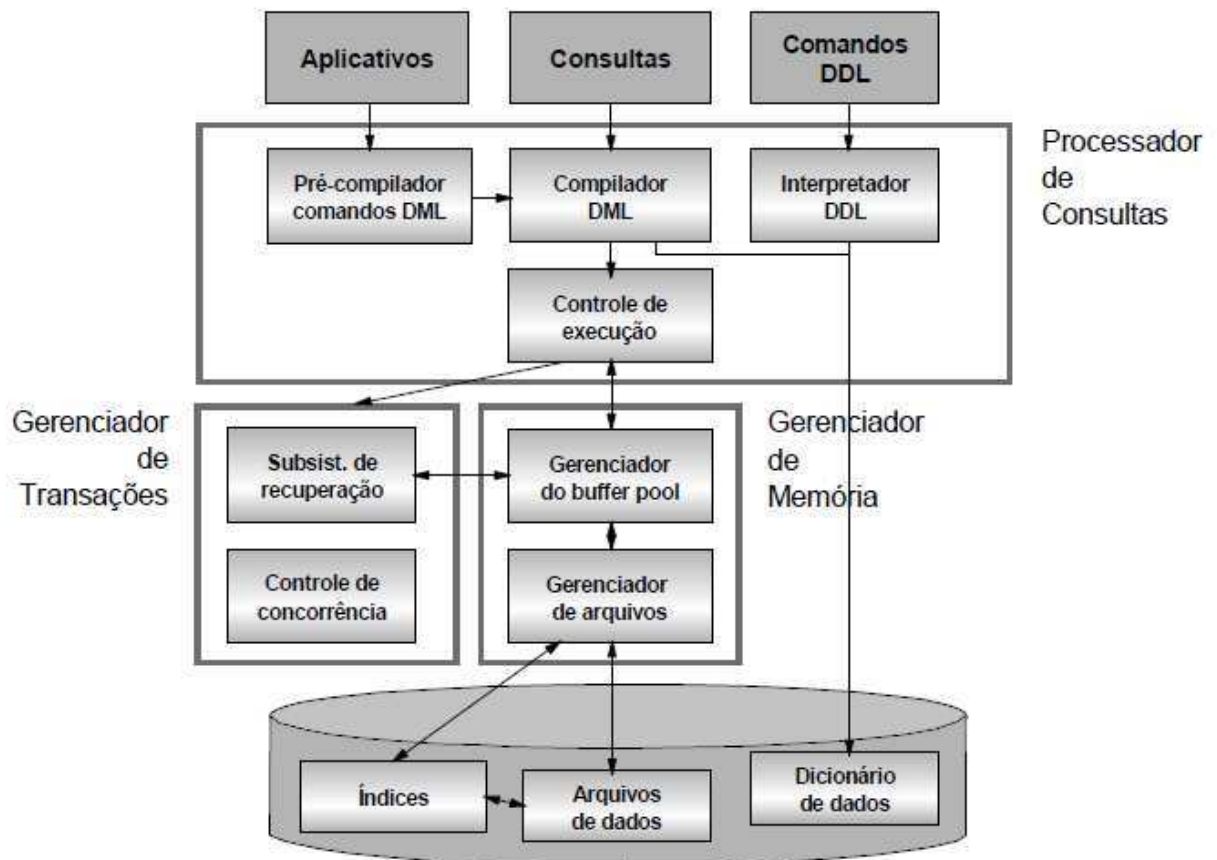 Aplicativos
Consultas
Comandos
DDL
Processador
de
Consultas
Pré-compilador
comandos DML
Compilador
DML
Interpretador
DDL
Controle de
execução
Gerenciador
de
Transações
Subsist. de
recuperação
Gerenciador
do buffer pool
Gerenciador
de
Memória
Controle de
concorrência
Gerenciador
de arquivos
Índices
Arquivos
de dados
Dicionário
de dados